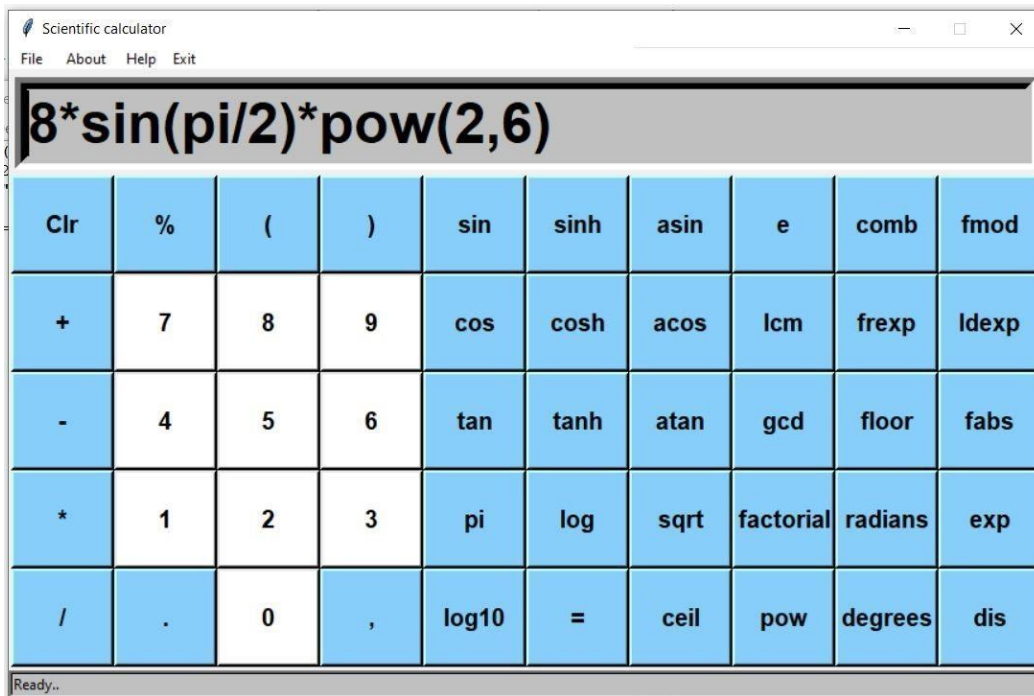 Scientific calculator
File About Help Exit
8*sin(pi/2)*pow(2,6)
Clr % ( ) sin sinh asin e comb fmod
+ 7 8 9 cos cosh acos lcm frexp ldexp
- 4 5 6 tan tanh atan gcd floor fabs
* 1 2 3 pi log sqrt factorial radians exp
/ . 0 , log10 = ceil pow degrees dis
Ready..